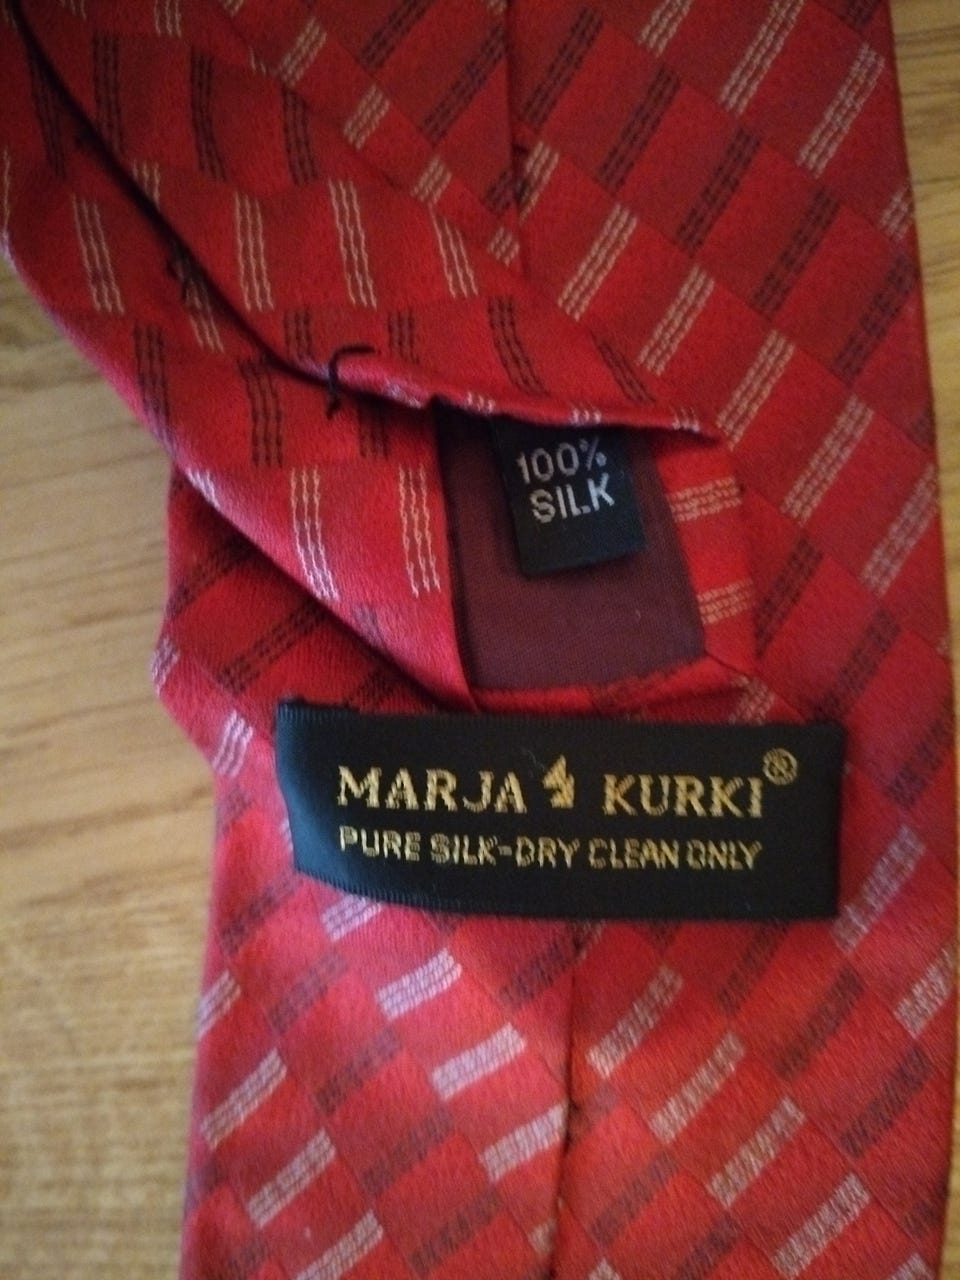 100%
SILK
MARJA KURKI®
PURE SILK-DRY CLEAN ONLY